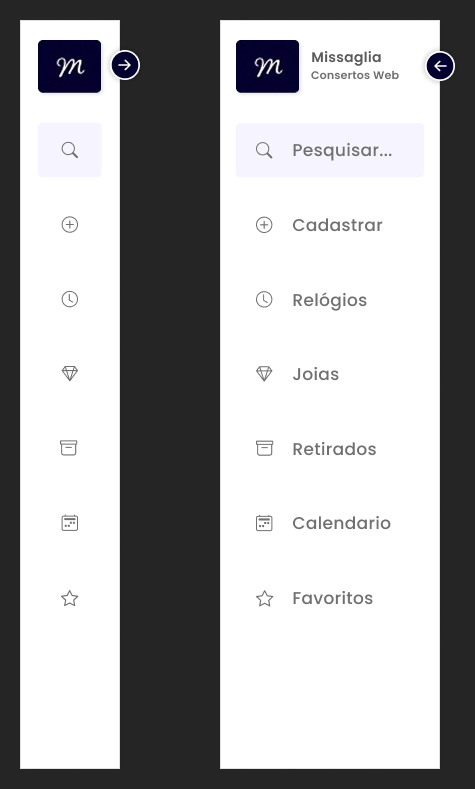 m
m
Missaglia
Consertos Web
Pesquisar...
Cadastrar
Relógios
Joias
Retirados
Calendario
Favoritos